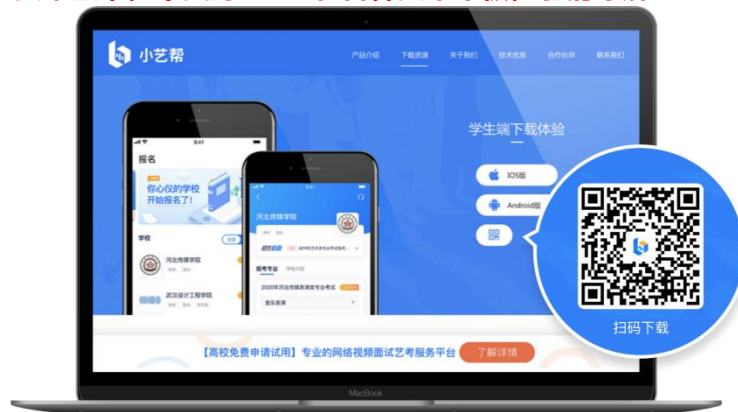 小艺帮
产品介绍 下载资源 关于我们 技术优势 合作伙伴 联系我们
学生端下载体验
IOS版
Android版
扫码下载
9:41
报名
你心仪的学校
开始报名了!
学校
河北传媒学院
武汉设计工程学院
河北传媒学院
报考专业 学校介绍
2020年河北传媒表演类专业考试
音乐表演
【高校免费申请试用】专业的网络视频面试艺考服务平台 了解详情
MacBook